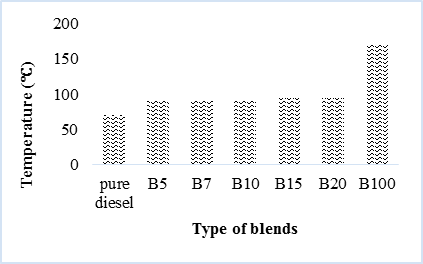 200
150
100
50
0
Temperature (℃)
pure diesel
B5
B7
B10
B15
B20
B100
Type of blends